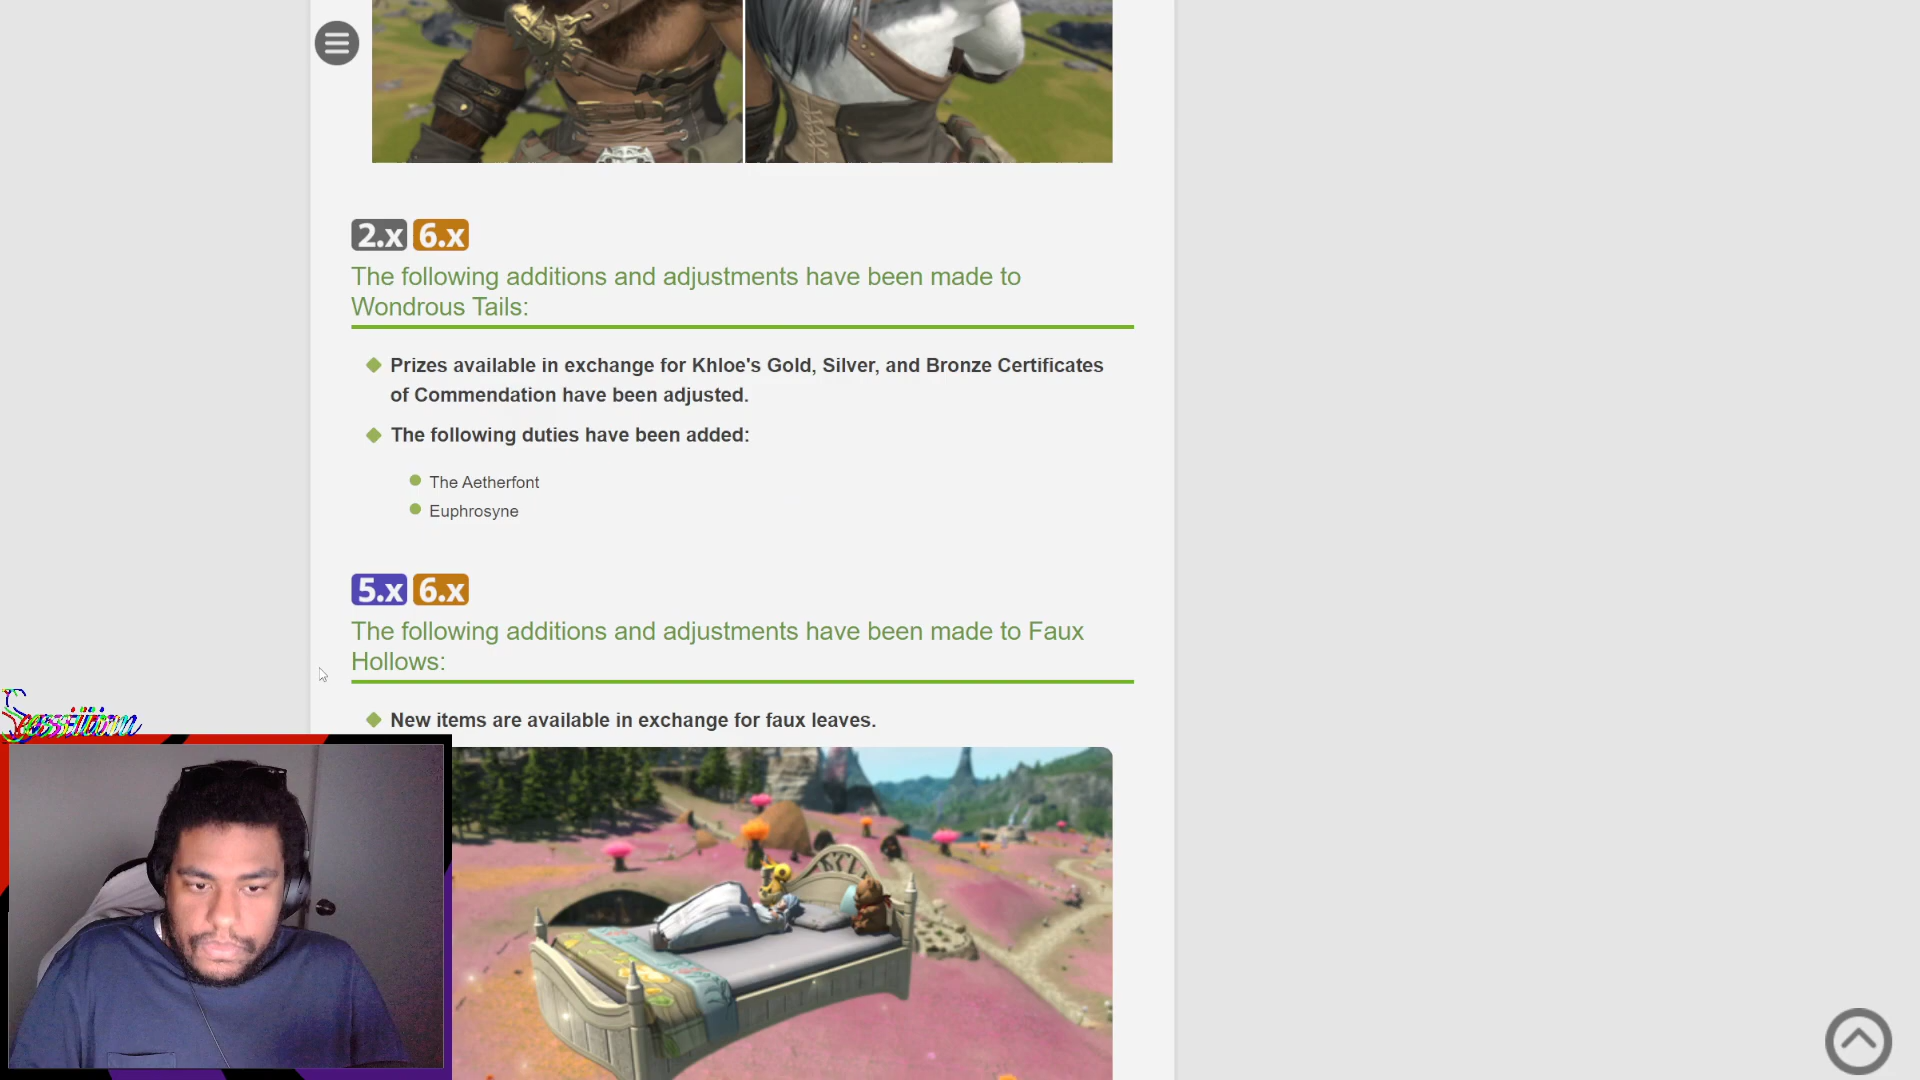 2.x 6.x
The following additions and adjustments have been made to
Wondrous Tails:
Prizes available in exchange for Khloe's Gold, Silver, and Bronze Certificates
of Commendation have been adjusted.
The following duties have been added:
The Aetherfont
Euphrosyne
5.x 6.x
The following additions and adjustments have been made to Faux
Hollows:
New items are available in exchange for faux leaves.